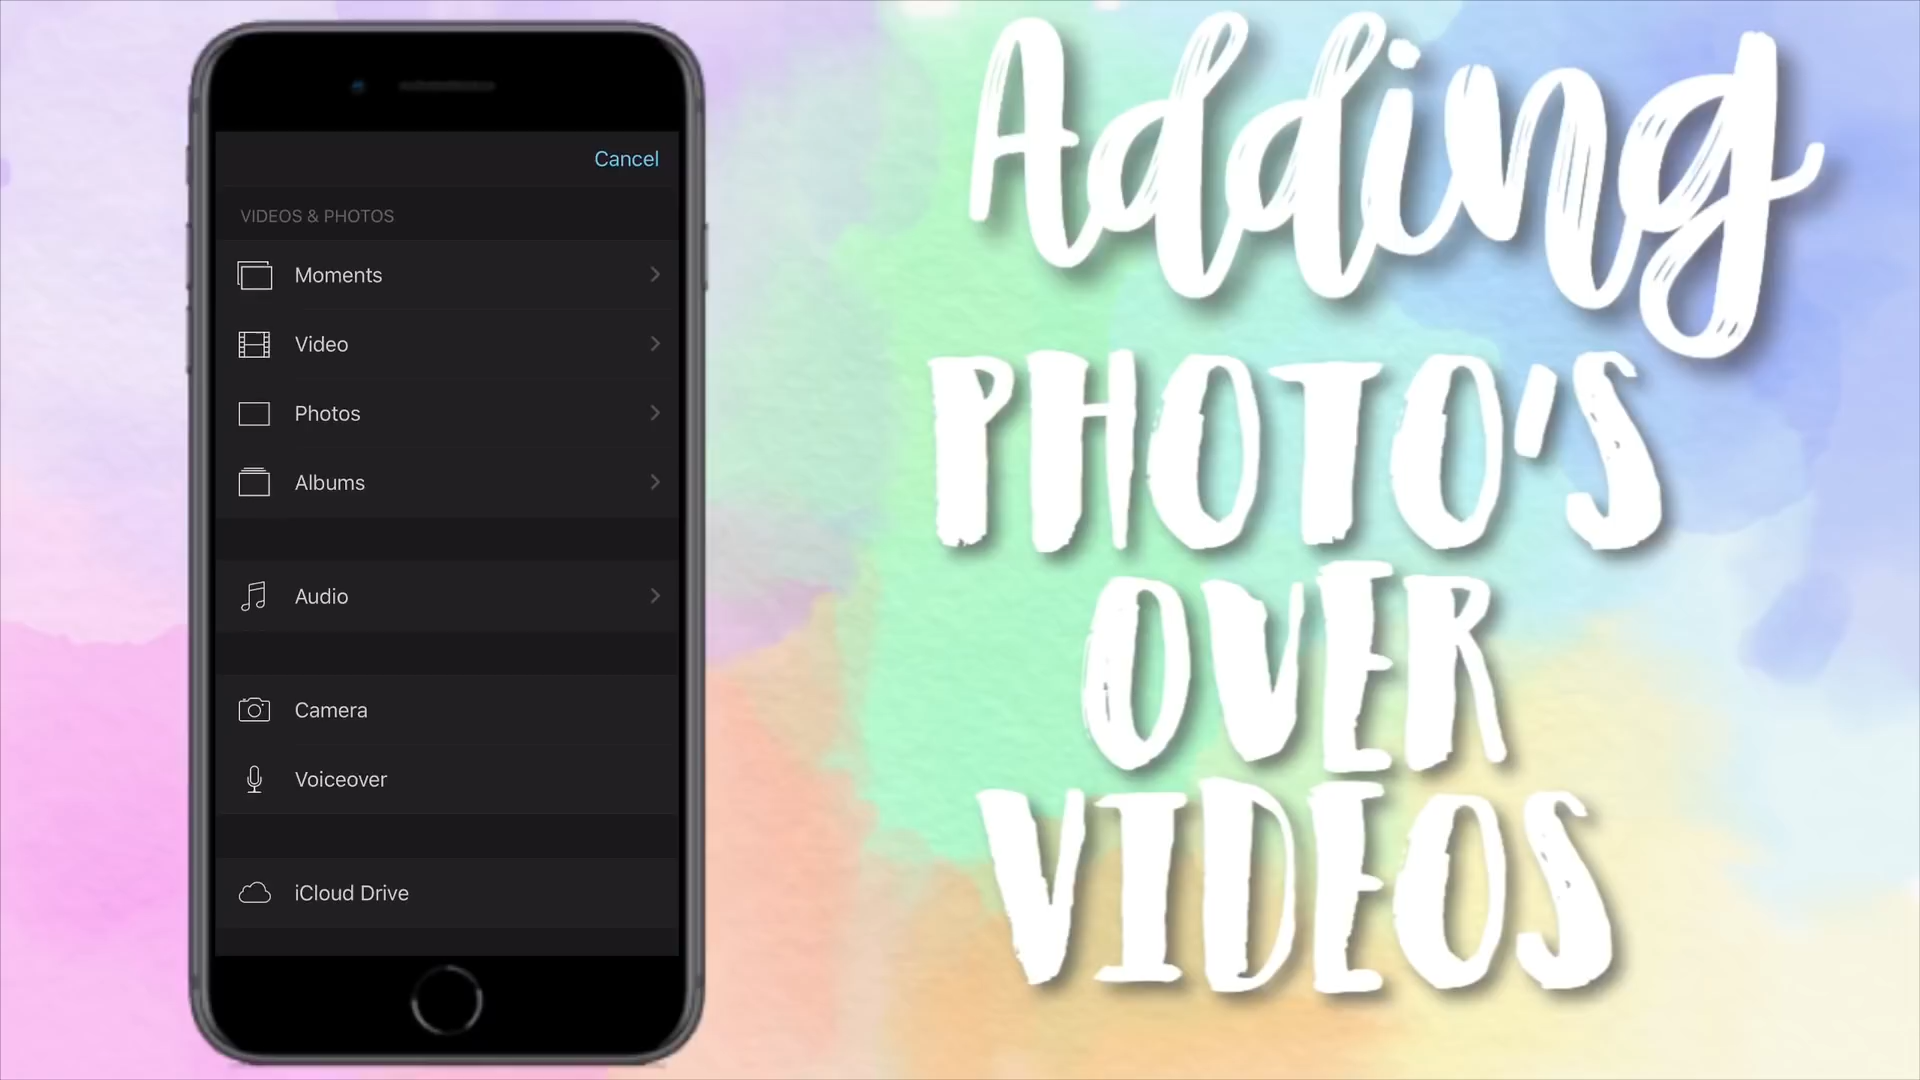 Cancel
VIDEOS & PHOTOS
Moments
Video
Photos
Albums
Audio
Camera
Voiceover
iCloud Drive
Adding
PHOTO'S
OVER
VIDEOS